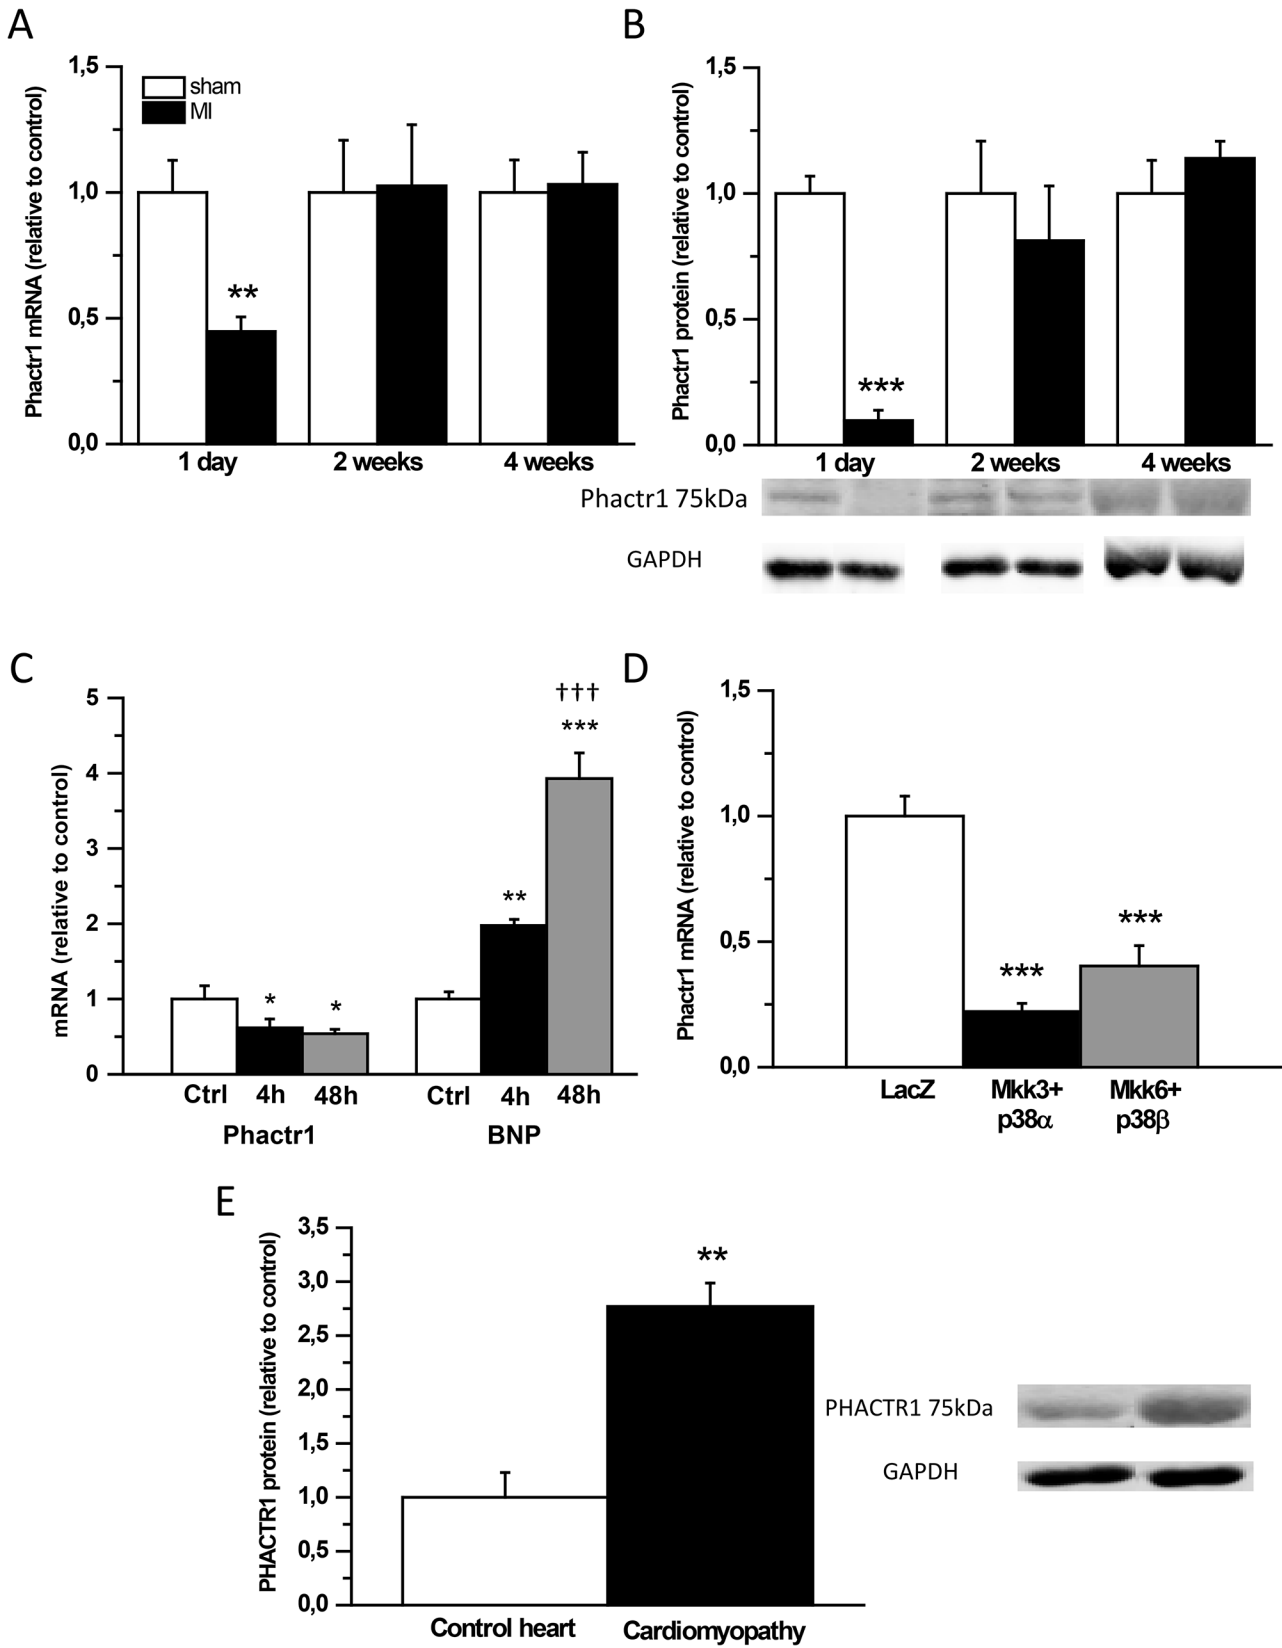 A
Phactr1 mRNA (relative to control)
1,5
1,0
0,5
0,0
sham
MI
**
1 day
2 weeks
4 weeks
B
Phactr1 protein (relative to control)
1,5
1,0
0,5
0,0
***
1 day
2 weeks
4 weeks
Phactr1 75kDa
GAPDH
C
mRNA (relative to control)
5
4
3
2
1
0
*
*
**
†††
***
Ctrl
4h
48h
Ctrl
4h
48h
Phactr1
BNP
D
Phactr1 mRNA (relative to control)
1,5
1,0
0,5
0,0
***
***
LacZ
Mkk3+
p38α
Mkk6+
p38β
E
PHACTR1 protein (relative to control)
3,5
3,0
2,5
2,0
1,5
1,0
0,5
0,0
**
Control heart
Cardiomyopathy
PHACTR1 75kDa
GAPDH